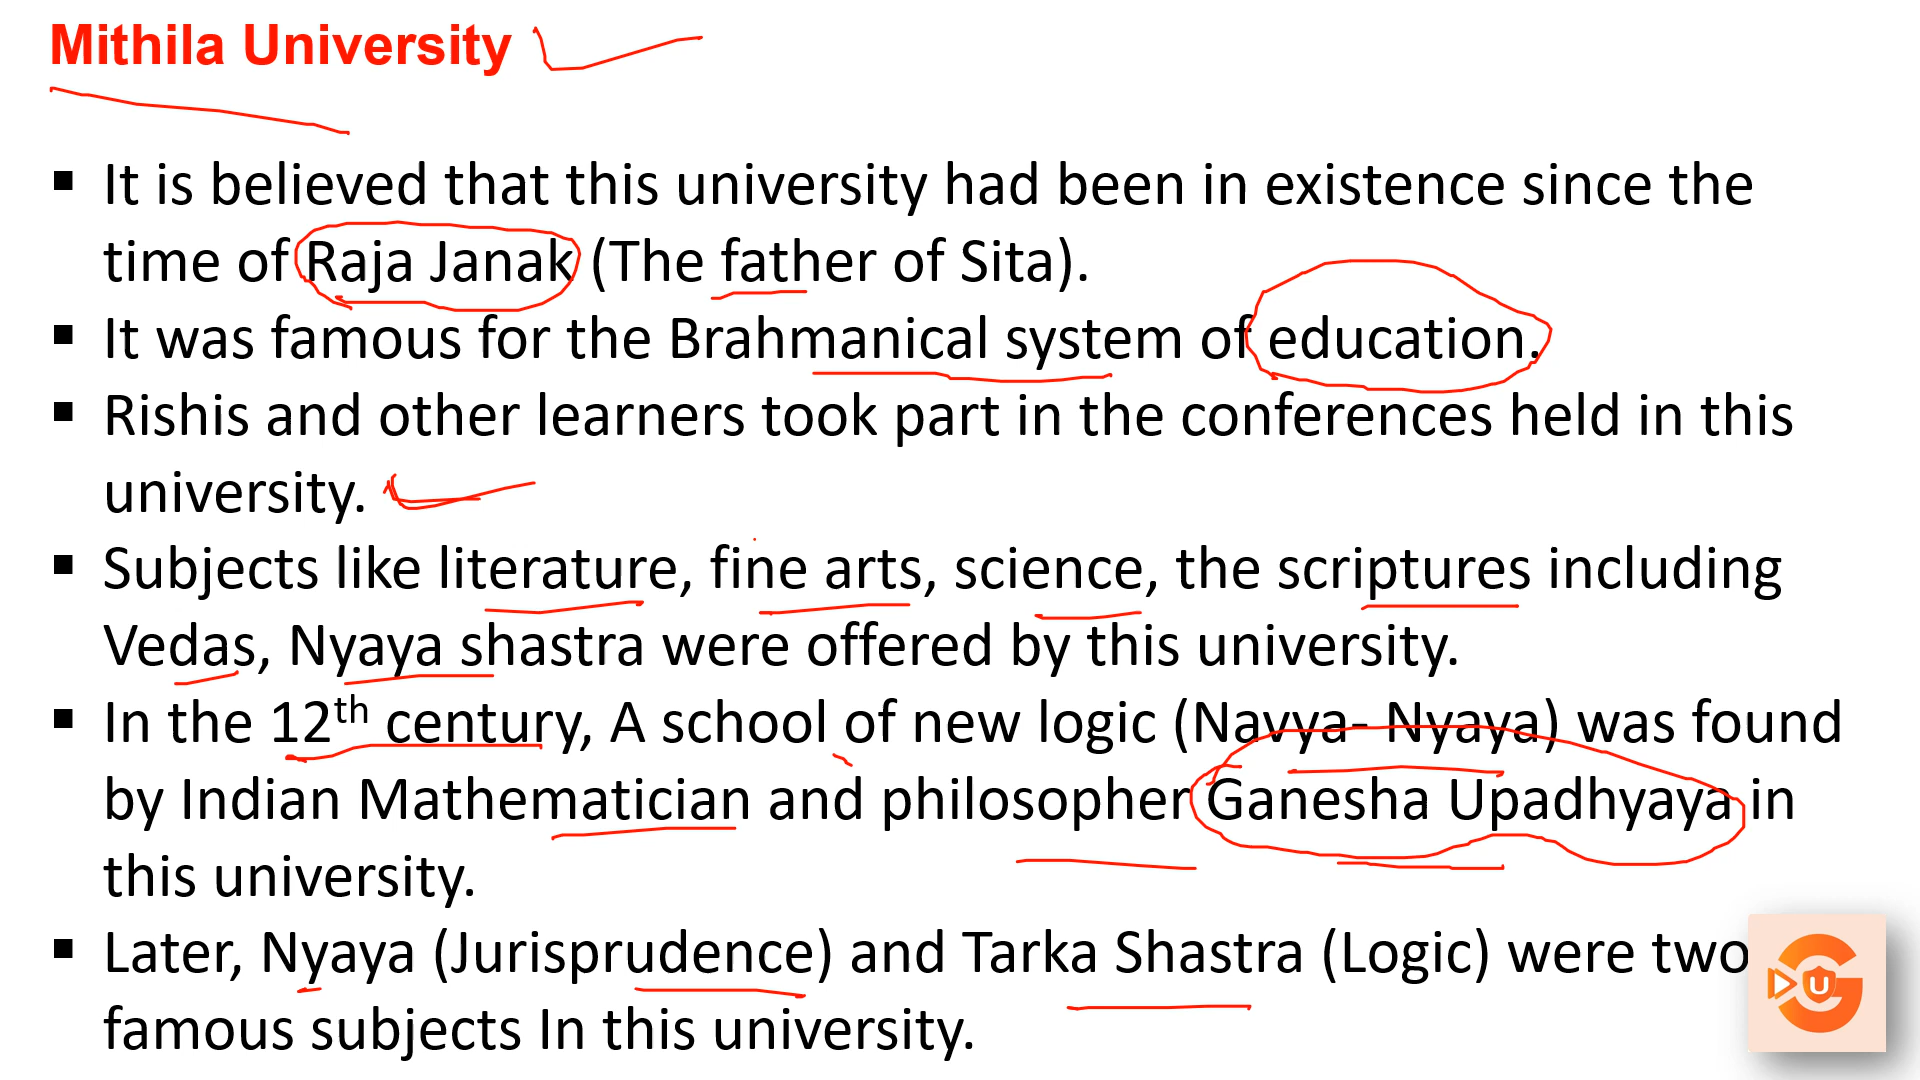 Mithila University
▪ It is believed that this university had been in existence since the
time of Raja Janak (The father of Sita).
▪ It was famous for the Brahmanical system of education.
▪ Rishis and other learners took part in the conferences held in this
university.
▪ Subjects like literature, fine arts, science, the scriptures including
Vedas, Nyaya shastra were offered by this university.
▪ In the 12th century, A school of new logic (Navya- Nyaya) was found
by Indian Mathematician and philosopher Ganesha Upadhyaya in
this university.
▪ Later, Nyaya (Jurisprudence) and Tarka Shastra (Logic) were two
famous subjects In this university.
U